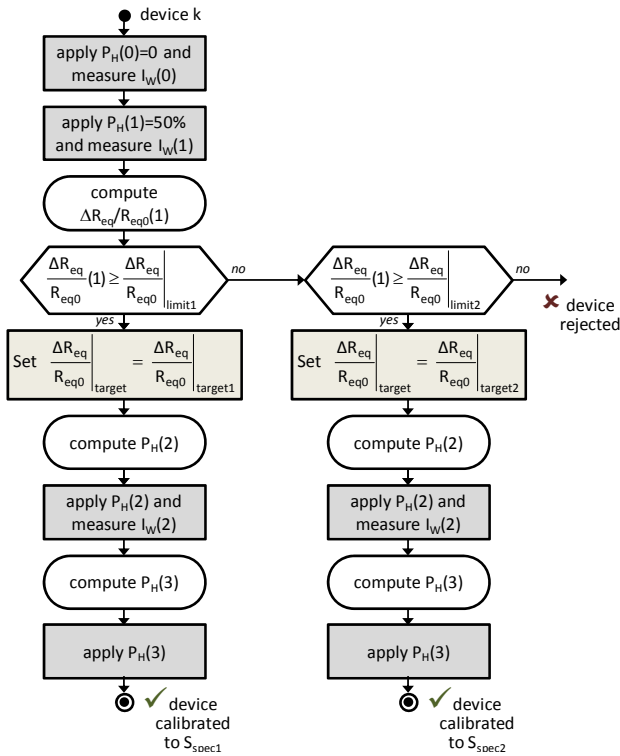 device k
apply P_H(0)=0 and
measure I_W(0)
apply P_H(1)=50%
and measure I_W(1)
compute
ΔR_eq/R_eq0(1)
ΔR_eq/R_eq0 (1) ≥ ΔR_eq/R_eq0 |limit1
no
yes
ΔR_eq/R_eq0 (1) ≥ ΔR_eq/R_eq0 |limit2
no
yes
✘ device
rejected
Set ΔR_eq/R_eq0 |target = ΔR_eq/R_eq0 |target1
Set ΔR_eq/R_eq0 |target = ΔR_eq/R_eq0 |target2
compute P_H(2)
compute P_H(2)
apply P_H(2) and
measure I_W(2)
apply P_H(2) and
measure I_W(2)
compute P_H(3)
compute P_H(3)
apply P_H(3)
apply P_H(3)
✓ device
calibrated
to S_spec1
✓ device
calibrated
to S_spec2